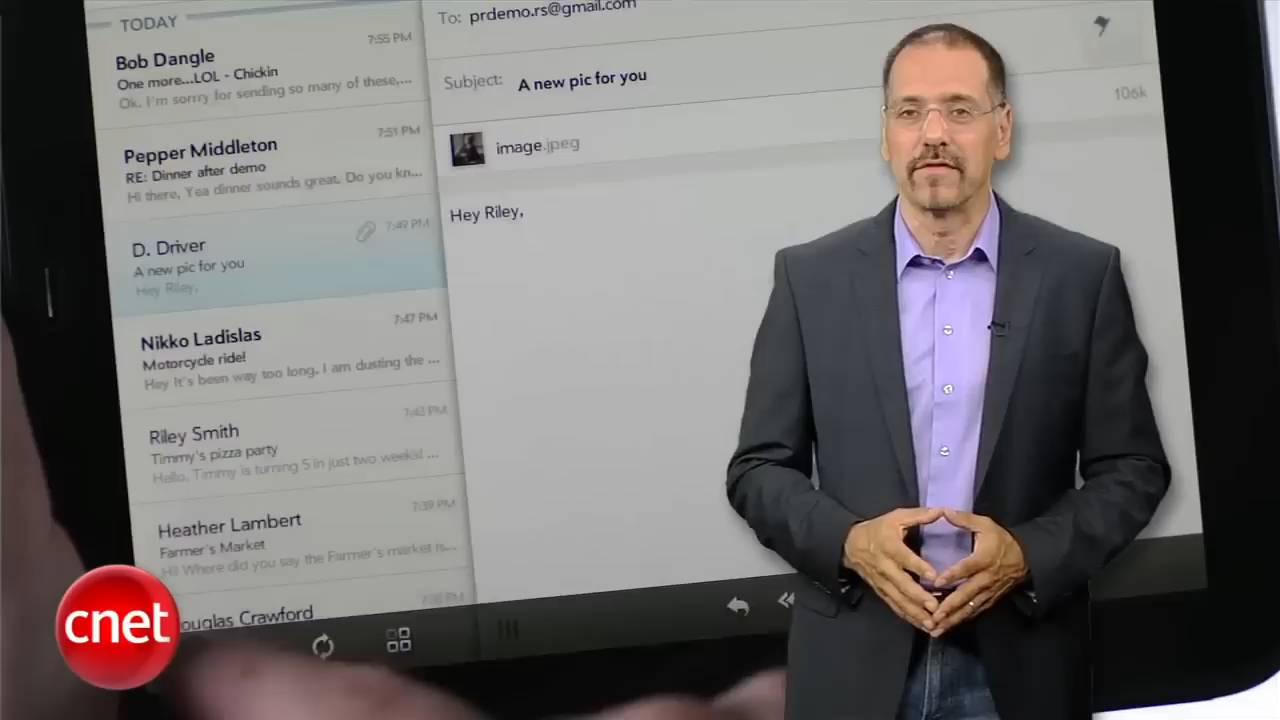 TODAY
Bob Dangle
7:55 PM
One more...LOL - Chickin
Ok. I'm sorrry for sending so many of these,...
Pepper Middleton
7:51 PM
RE: Dinner after demo
Hi there, Yea dinner sounds great. Do you kn...
D. Driver
7:49 PM
A new pic for you
Hey Riley,
Nikko Ladislas
7:47 PM
Motorcycle ride!
Hey It's been way too long. I am dusting the ...
Riley Smith
7:43 PM
Timmy's pizza party
Hello, Timmy is turning 5 in just two weeks! ...
Heather Lambert
7:39 PM
Farmer's Market
Hi! Where did you say the Farmer's market is...
ouglas Crawford
To: prdemo.rs@gmail.com
Subject: A new pic for you
106k
image.jpeg
Hey Riley,
cnet